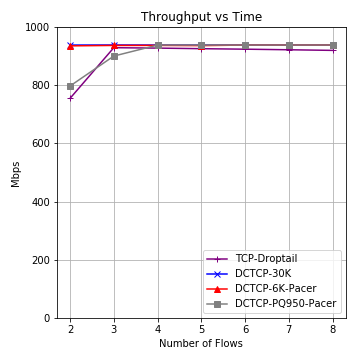 Throughput vs Time
1000
800
600
400
200
0
Mbps
2 3 4 5 6 7 8
Number of Flows
TCP-Droptail
DCTCP-30K
DCTCP-6K-Pacer
DCTCP-PQ950-Pacer